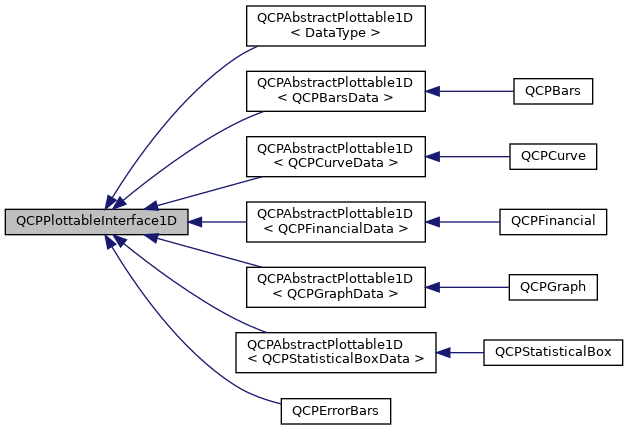 QCPAbstractPlottable1D
< DataType >
QCPAbstractPlottable1D
< QCPBarsData >
QCPBars
QCPAbstractPlottable1D
< QCPCurveData >
QCPCurve
QCPPlottableInterface1D
QCPAbstractPlottable1D
< QCPFinancialData >
QCPFinancial
QCPAbstractPlottable1D
< QCPGraphData >
QCPGraph
QCPAbstractPlottable1D
< QCPStatisticalBoxData >
QCPStatisticalBox
QCPErrorBars